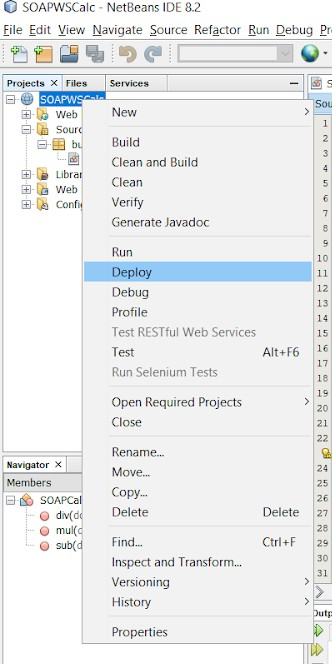 SOAPWSCalc - NetBeans IDE 8.2
File Edit View Navigate Source Refactor Run Debug
Projects × Files Services
SOAPWSCalc
Web
Sour
bu
Librar
Web
Config
New
Build
Clean and Build
Clean
Verify
Generate Javadoc
Run
Deploy
Debug
Profile
Test RESTful Web Services
Test Alt+F6
Run Selenium Tests
Open Required Projects
Close
Rename...
Move...
Copy...
Delete Delete
Find... Ctrl+F
Inspect and Transform...
Versioning
History
Properties
Navigator ×
Members
SOAPCal
div(do
mul(
sub(d
S
Sou
1
2
3
4
5
6
7
8
9
10
11
12
13
14
15
16
17
18
19
20
21
22
24
25
26
27
28
29
30
31
Outp